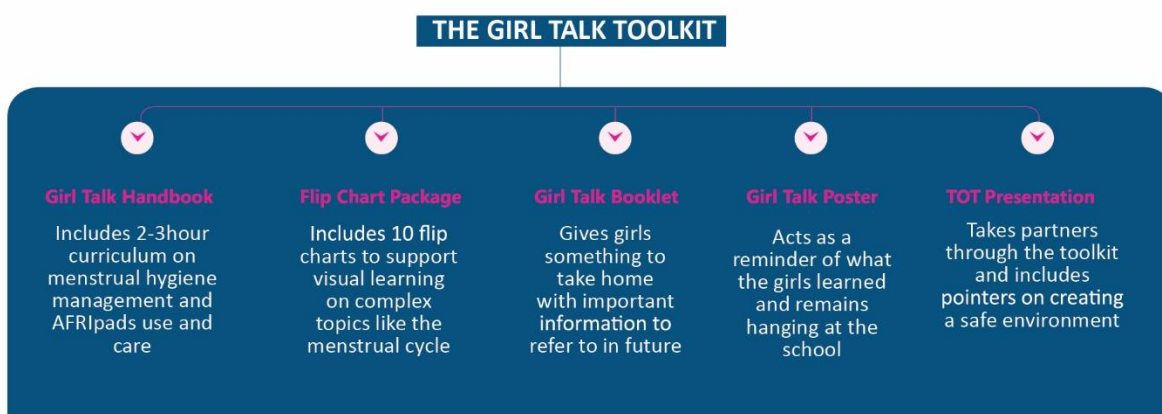 THE GIRL TALK TOOLKIT
Girl Talk Handbook
Includes 2-3hour
curriculum on
menstrual hygiene
management and
AFRIpads use and
care
Flip Chart Package
Includes 10 flip
charts to support
visual learning
on complex
topics like the
menstrual cycle
Girl Talk Booklet
Gives girls
something to
take home
with important
information to
refer to in future
Girl Talk Poster
Acts as a
reminder of what
the girls learned
and remains
hanging at the
school
TOT Presentation
Takes partners
through the toolkit
and includes
pointers on creating
a safe environment